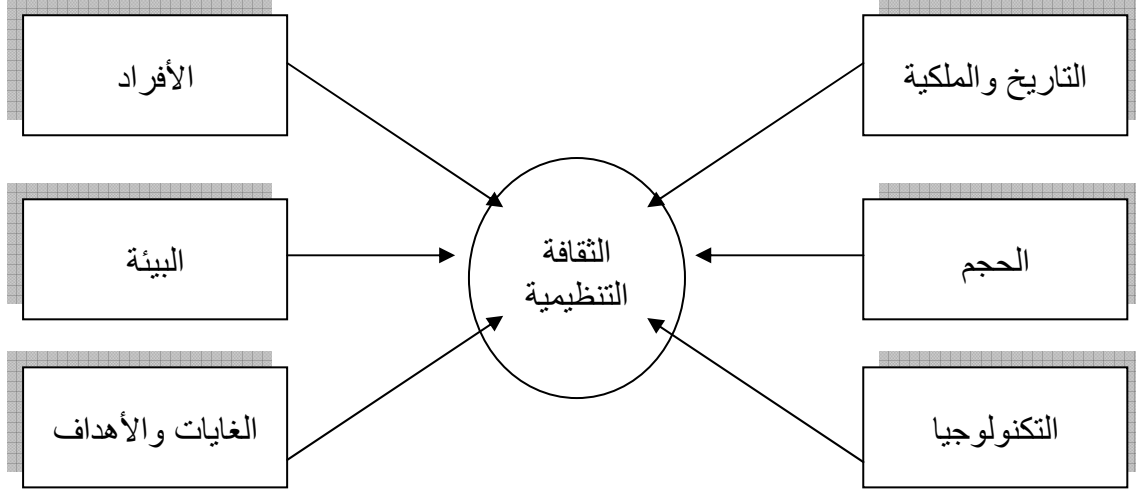 التاريخ والملكية
الأفراد
الحجم
الثقافة
التنظيمية
البيئة
التكنولوجيا
الغايات والأهداف